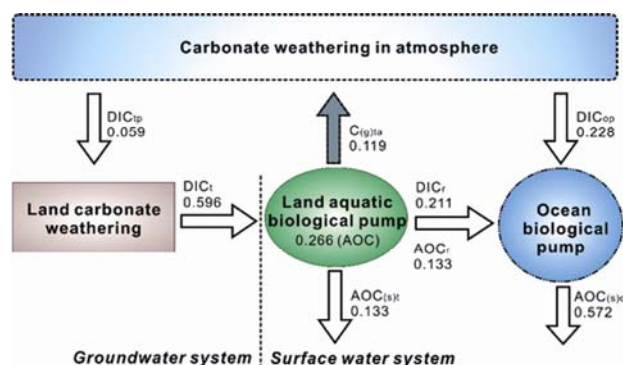 Carbonate weathering in atmosphere
DICtp
0.059
C(g)ta
0.119
DICop
0.228
Land carbonate
weathering
DICt
0.596
Land aquatic
biological pump
0.266 (AOC)
DICr
0.211
AOCr
0.133
Ocean
biological
pump
AOC(s)t
0.133
0.572
Groundwater system
Surface water system